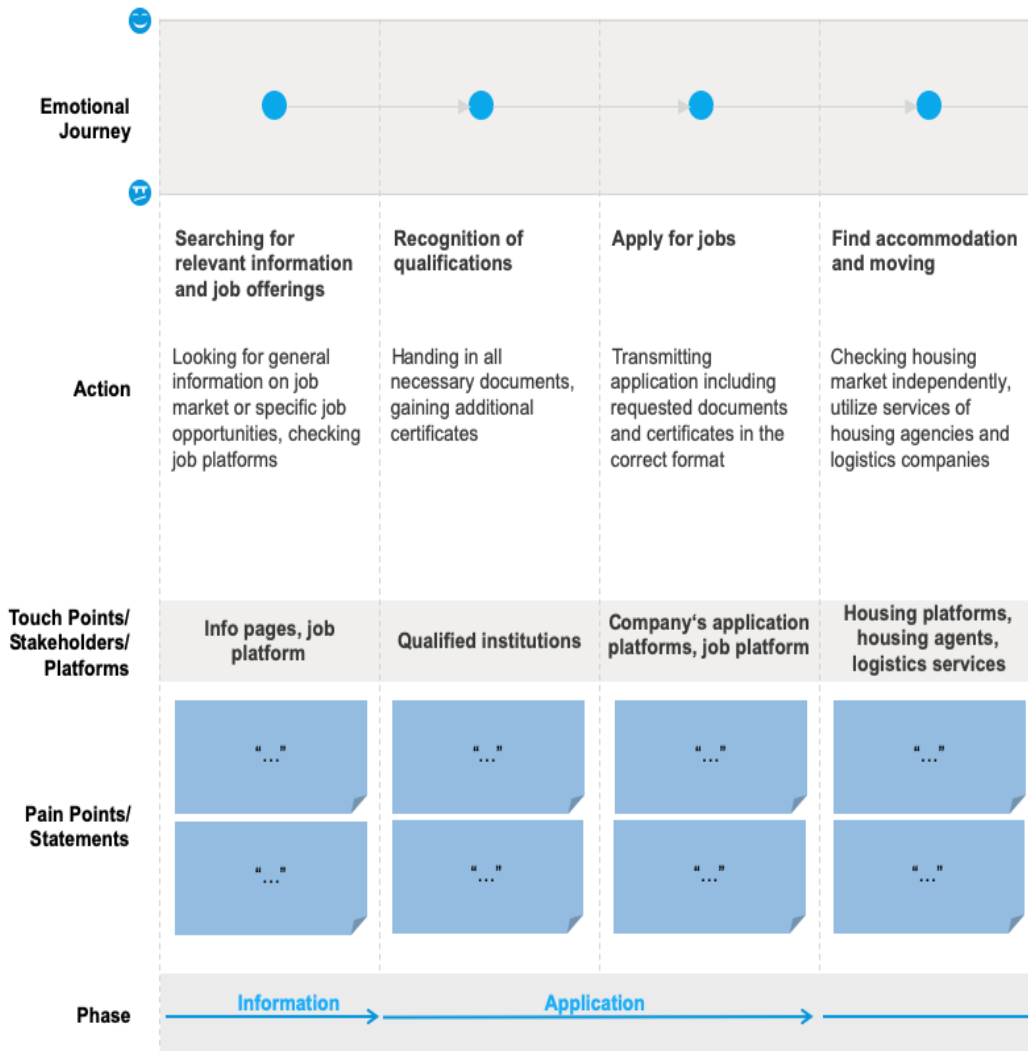 Emotional
Journey
Searching for
relevant information
and job offerings
Recognition of
qualifications
Apply for jobs
Find accommodation
and moving
Action
Looking for general
information on job
market or specific job
opportunities, checking
job platforms
Handing in all
necessary documents,
gaining additional
certificates
Transmitting
application including
requested documents
and certificates in the
correct format
Checking housing
market independently,
utilize services of
housing agencies and
logistics companies
Touch Points/
Stakeholders/
Platforms
Info pages, job
platform
Qualified institutions
Company‘s application
platforms, job platform
Housing platforms,
housing agents,
logistics services
Pain Points/
Statements
“...”
“...”
“...”
“...”
“...”
“...”
“...”
“...”
Phase
Information
Application